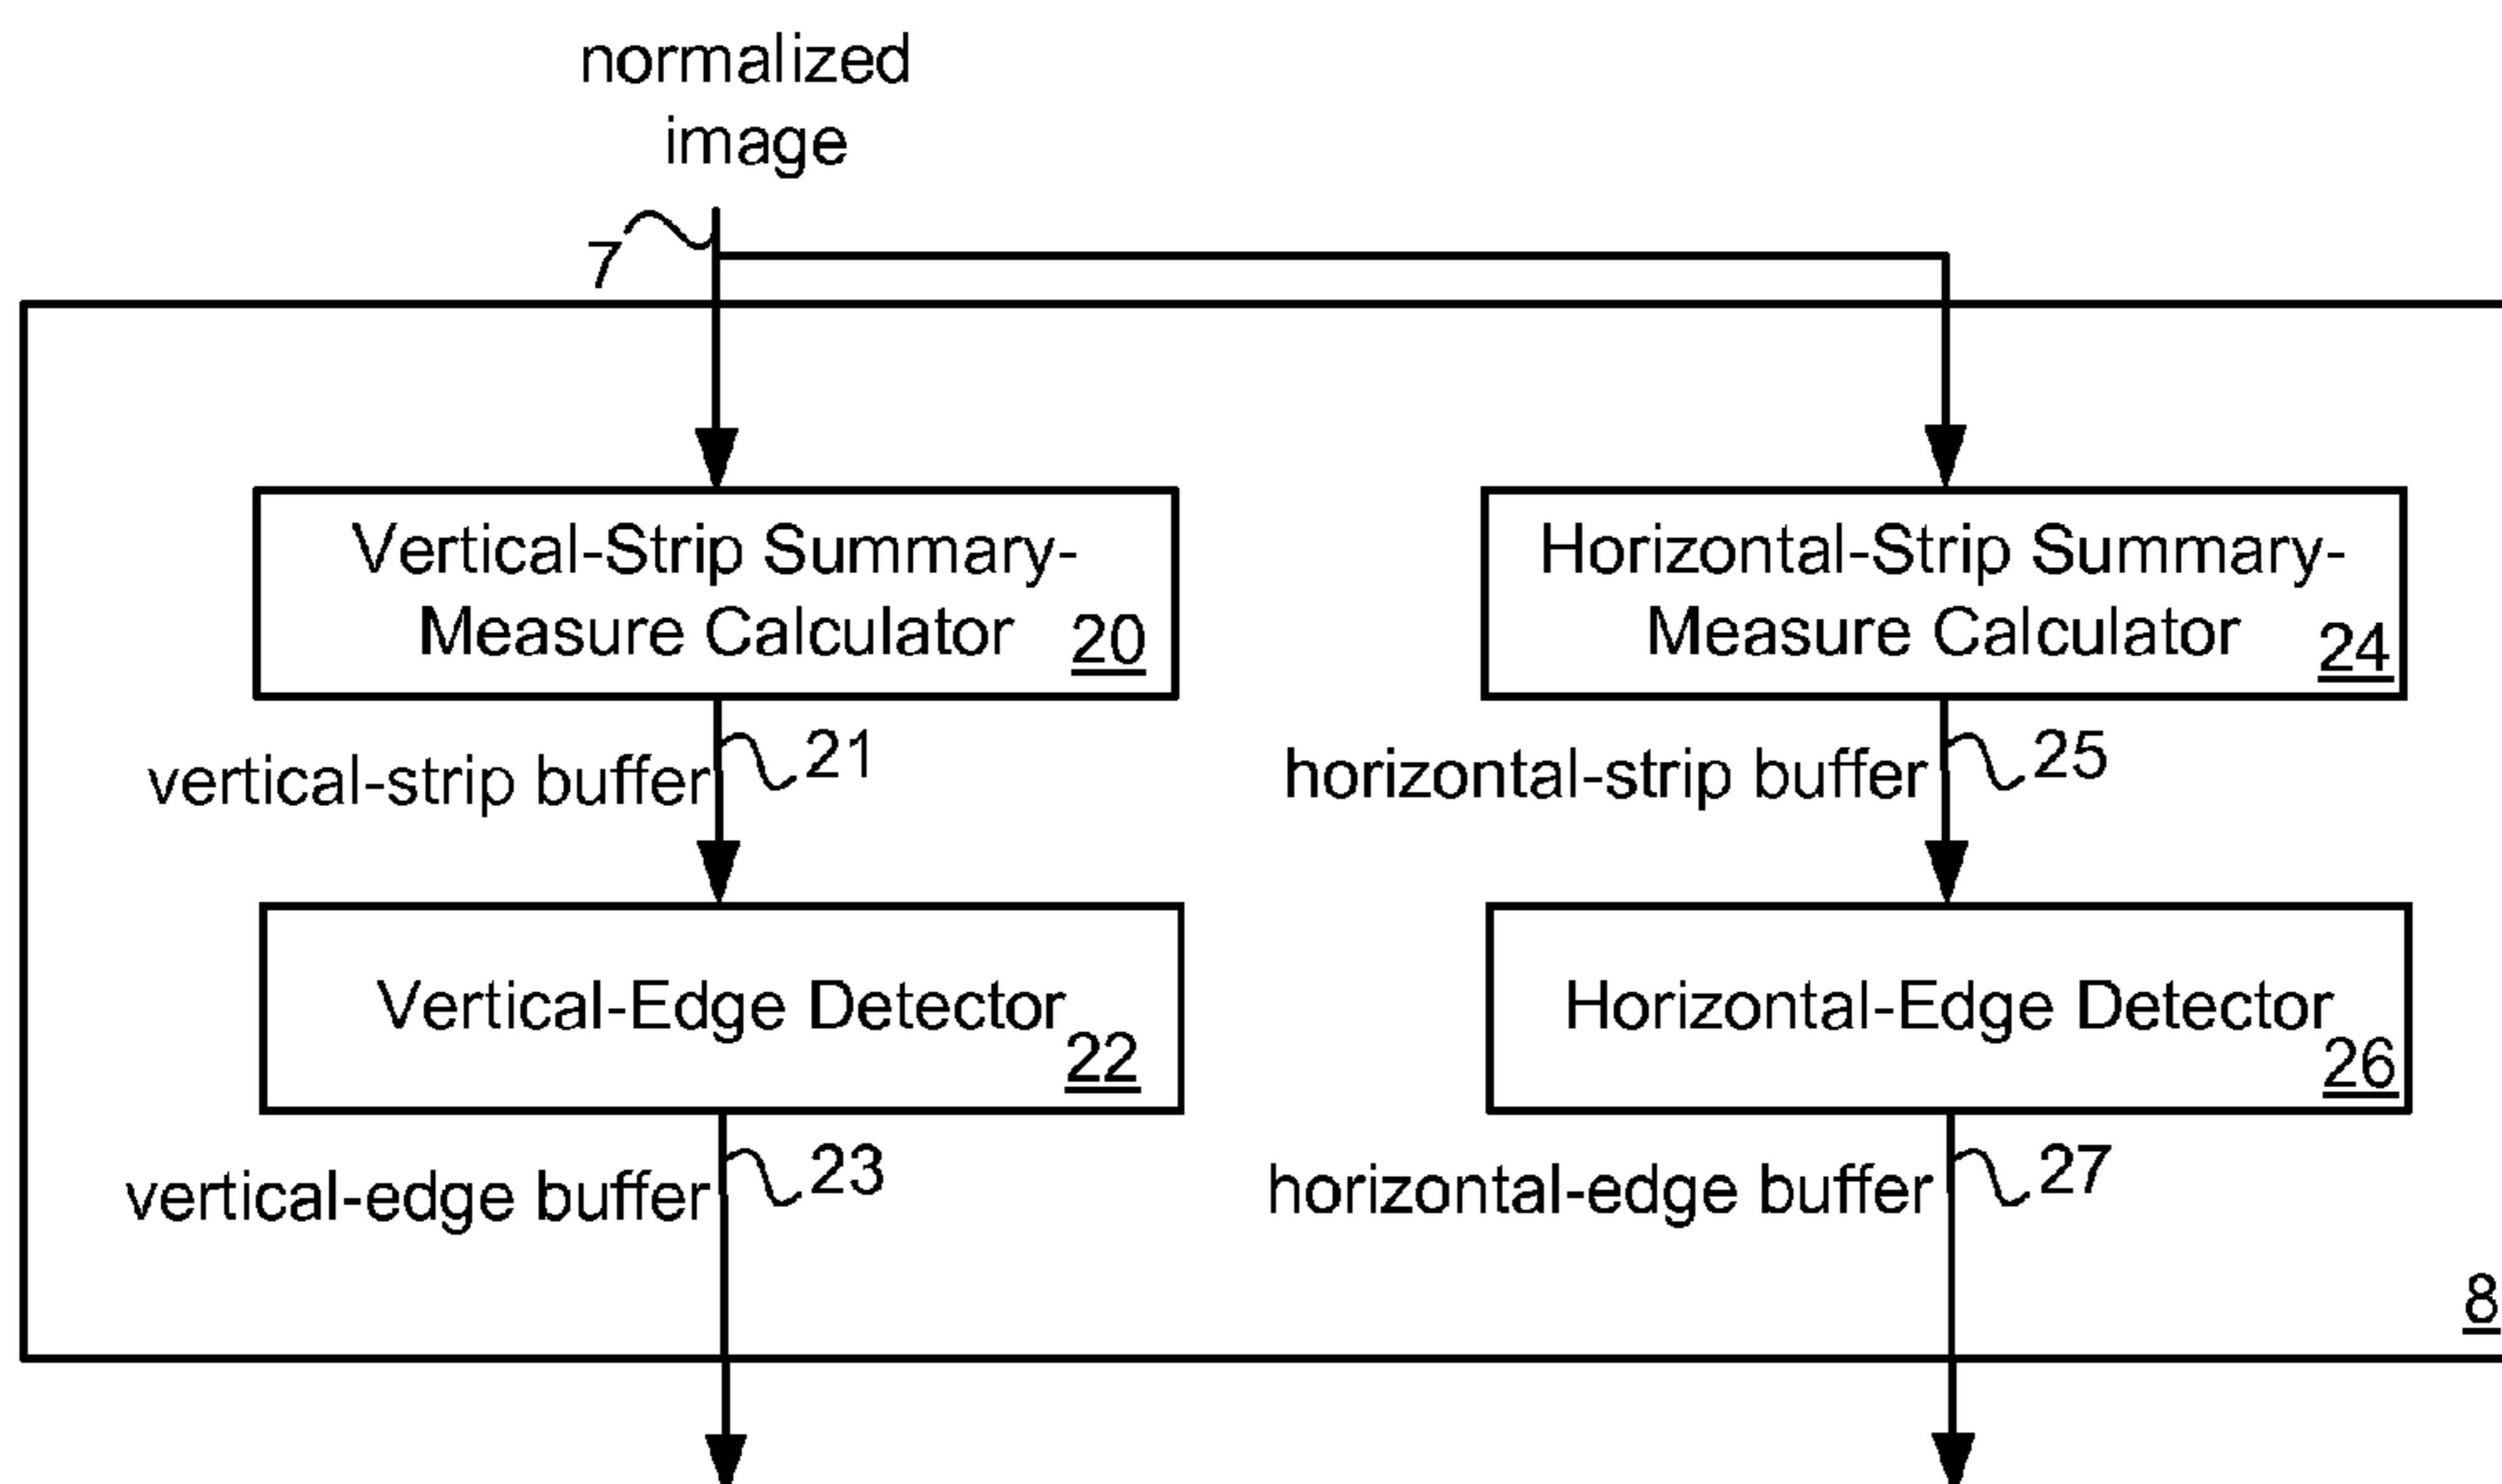 normalized
image
7
Vertical-Strip Summary-
Measure Calculator 20
Horizontal-Strip Summary-
Measure Calculator 24
vertical-strip buffer 21
horizontal-strip buffer 25
Vertical-Edge Detector 22
Horizontal-Edge Detector 26
vertical-edge buffer 23
horizontal-edge buffer 27
8